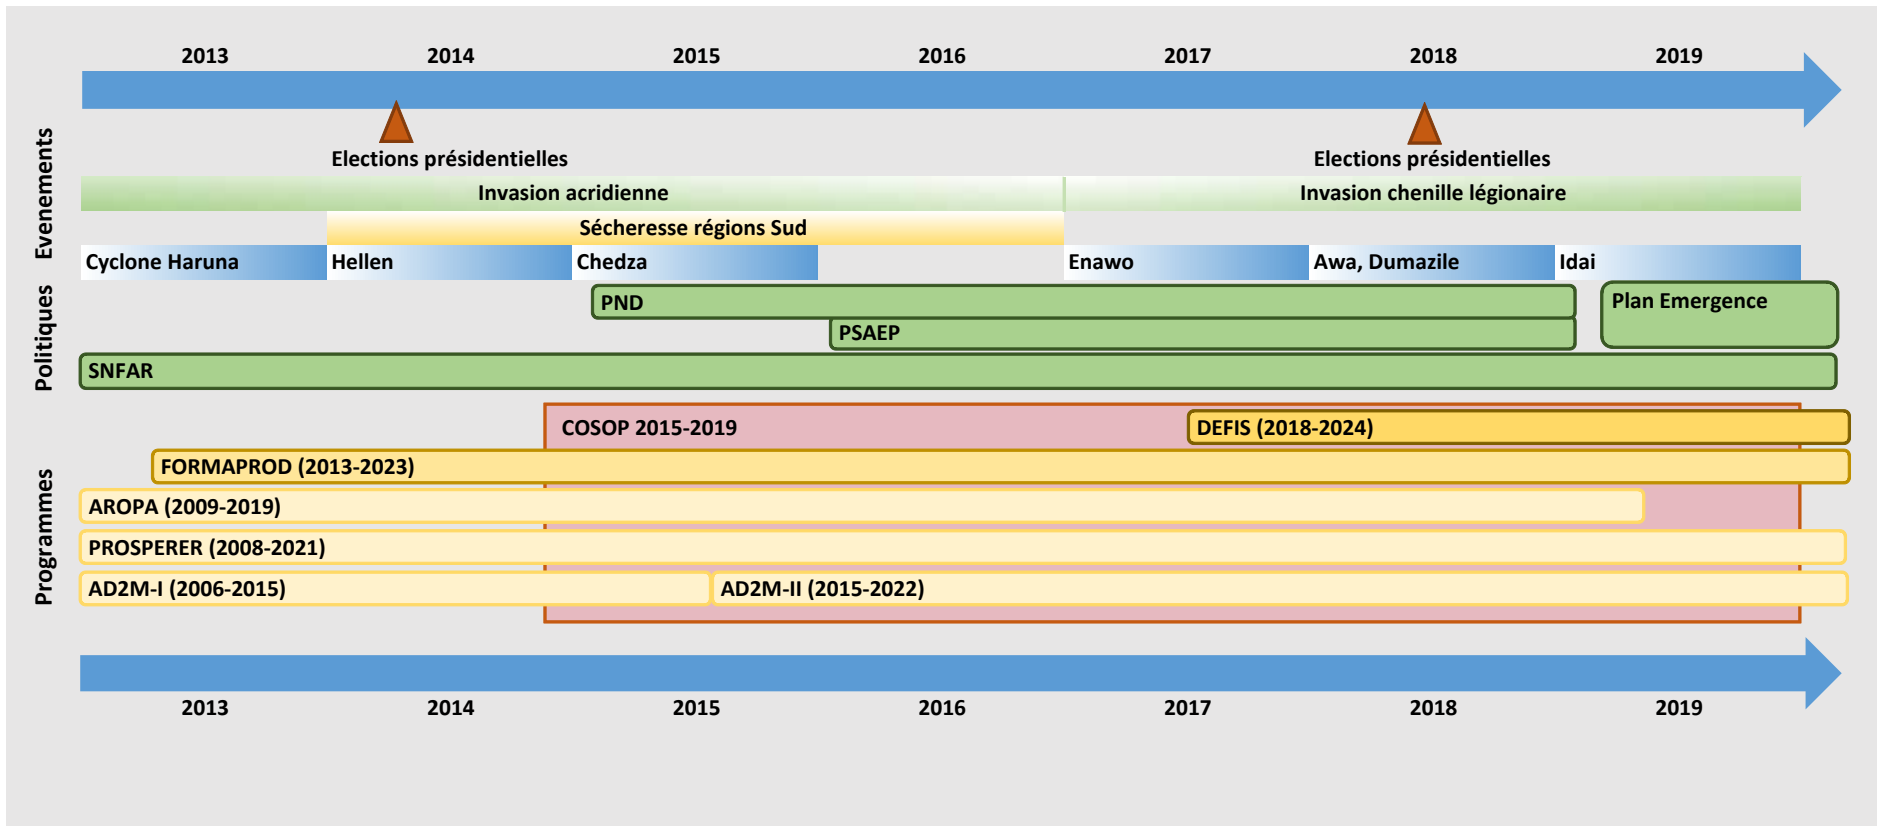 2013 2014 2015 2016 2017 2018 2019
Evenements
Elections présidentielles Elections présidentielles
Invasion acridienne Invasion chenille légionaire
Sécheresse régions Sud
Cyclone Haruna Hellen Chedza Enawo Awa, Dumazile Idai
Politiques
PND Plan Emergence
PSAEP
SNFAR
Programmes
COSOP 2015-2019 DEFIS (2018-2024)
FORMAPROD (2013-2023)
AROPA (2009-2019)
PROSPERER (2008-2021)
AD2M-I (2006-2015) AD2M-II (2015-2022)
2013 2014 2015 2016 2017 2018 2019